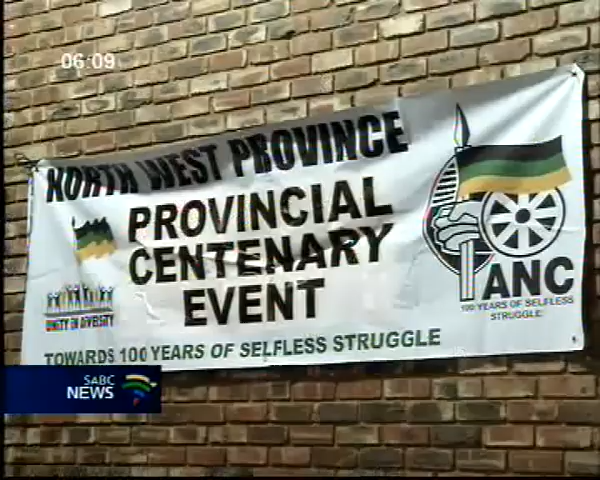 06:09
NORTH WEST PROVINCE
PROVINCIAL
CENTENARY
EVENT
UNITY IN DIVERSITY
TOWARDS 100 YEARS OF SELFLESS STRUGGLE
ANC
100 YEARS OF SELFLESS
STRUGGLE
SABC
NEWS